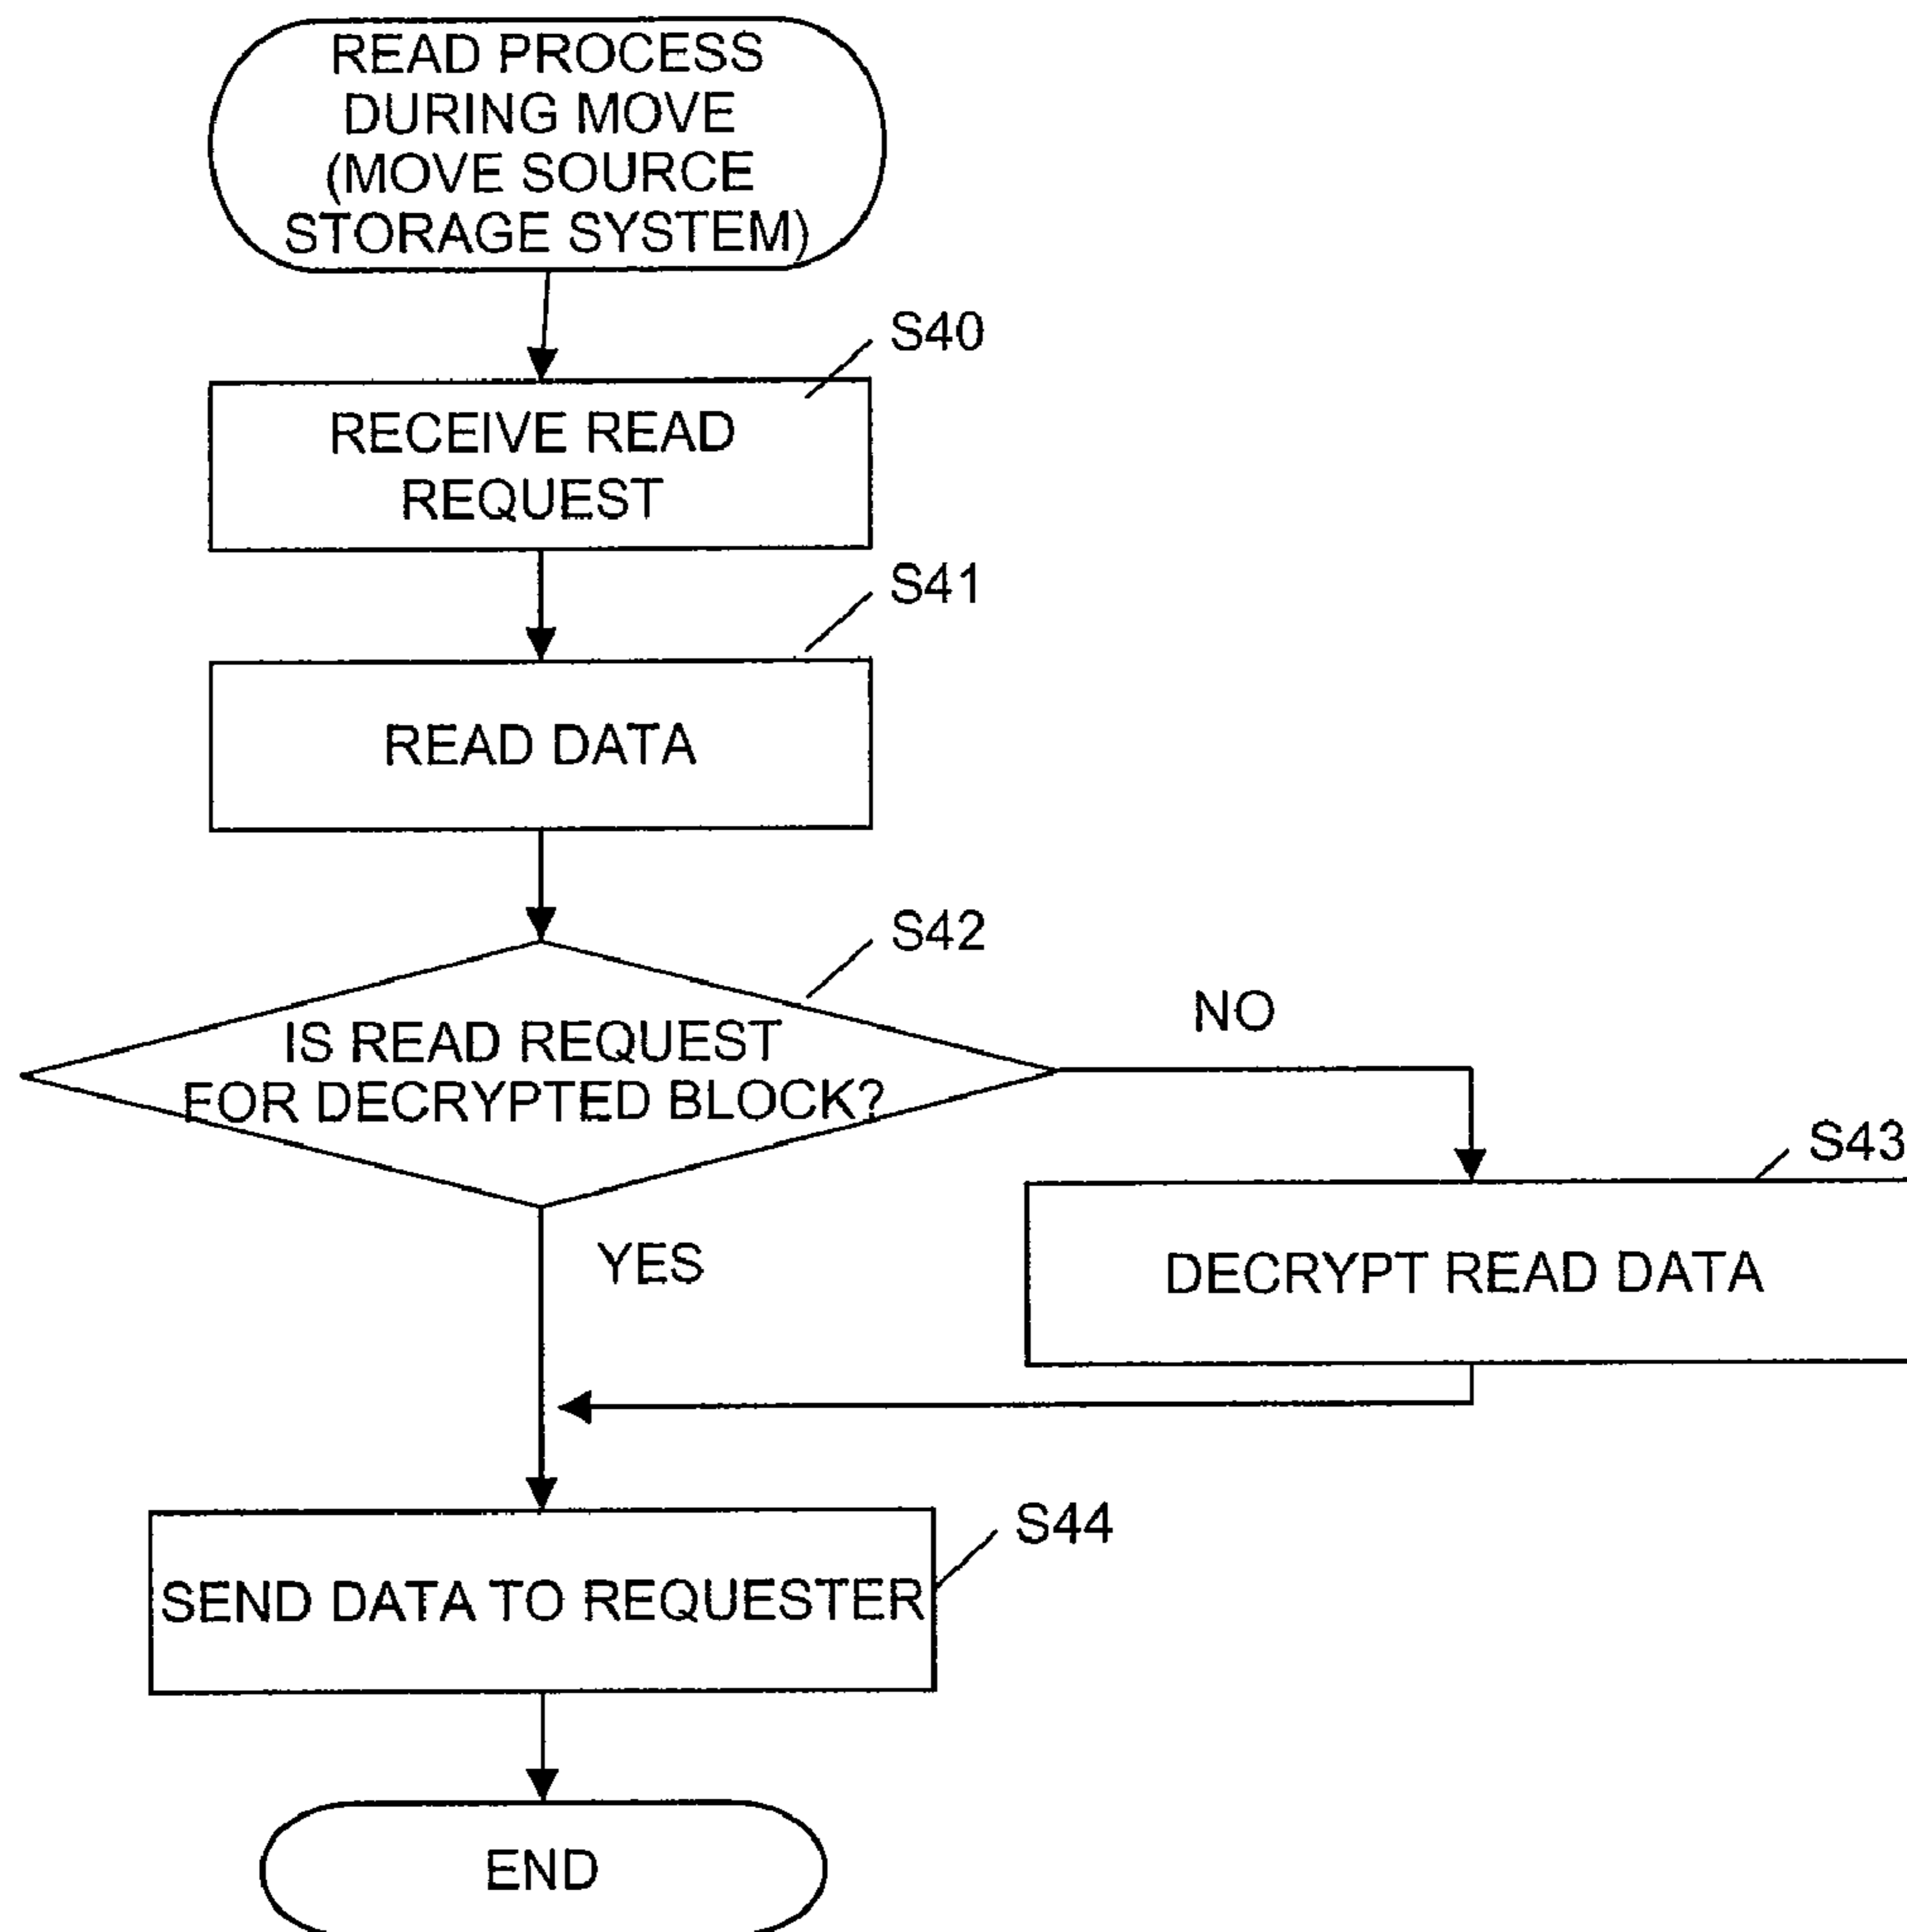 READ PROCESS
DURING MOVE
(MOVE SOURCE
STORAGE SYSTEM)
S40
RECEIVE READ
REQUEST
S41
READ DATA
S42
IS READ REQUEST
FOR DECRYPTED BLOCK?
NO
YES
S43
DECRYPT READ DATA
S44
SEND DATA TO REQUESTER
END